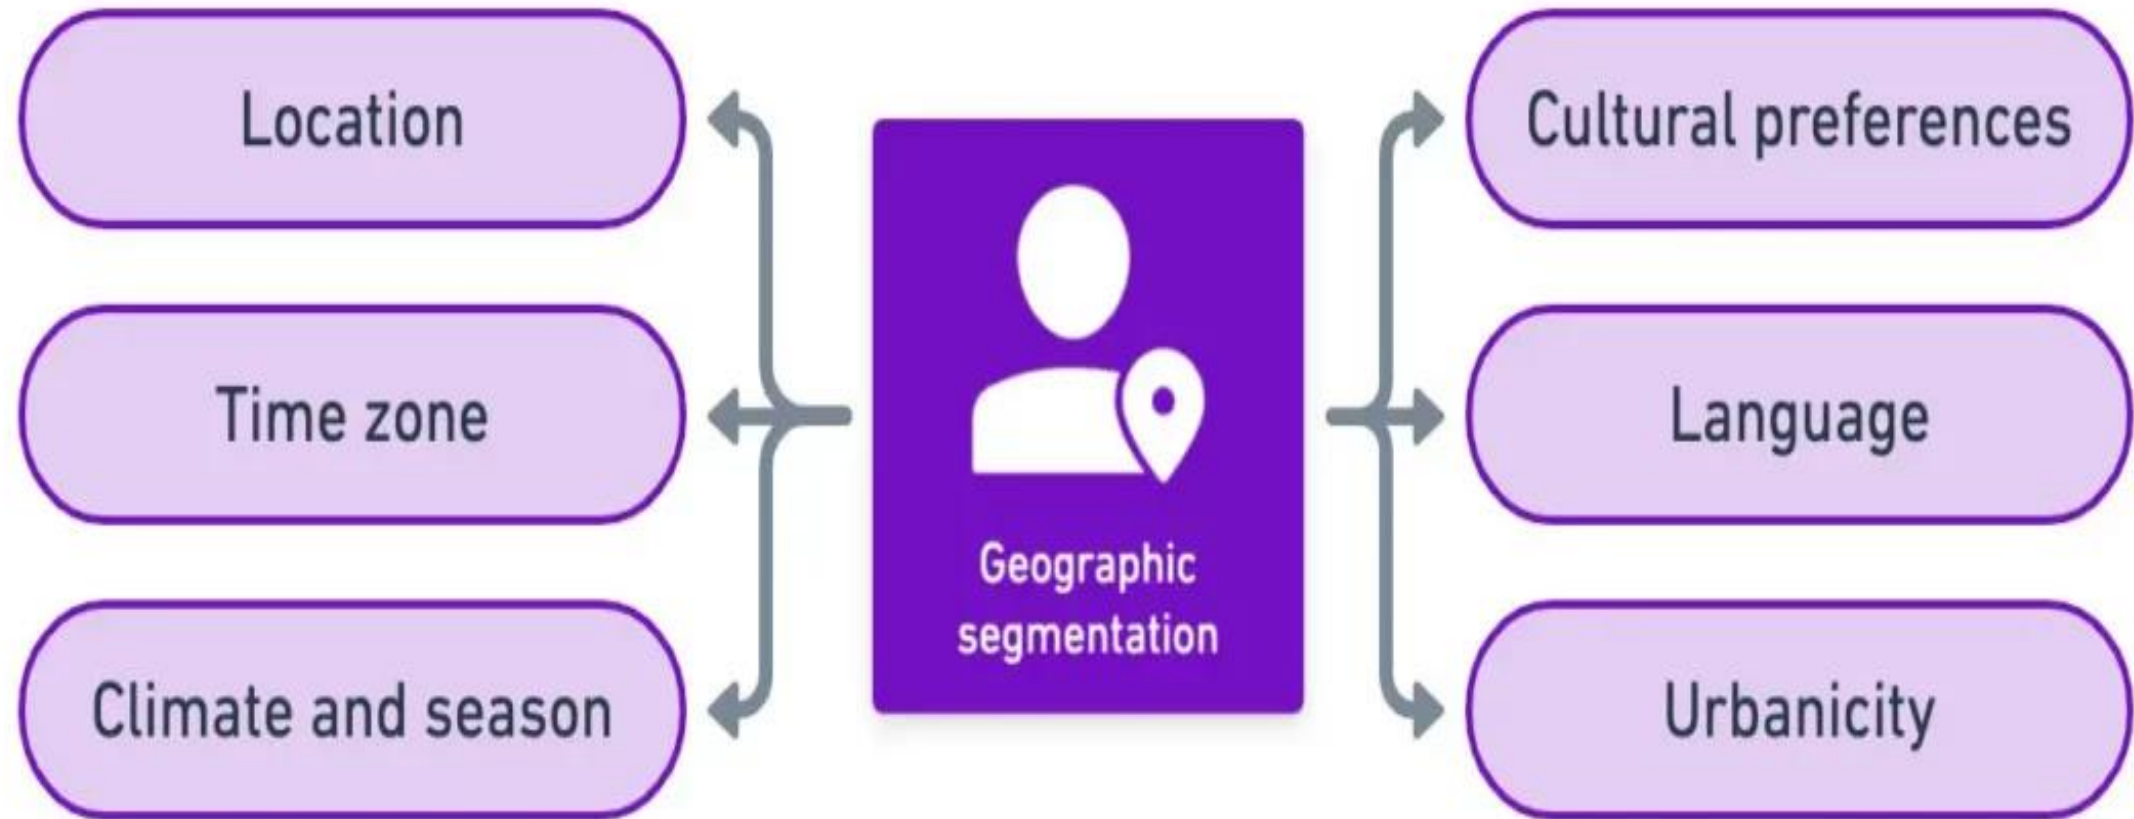 Location
Time zone
Climate and season
Geographic
segmentation
Cultural preferences
Language
Urbanicity